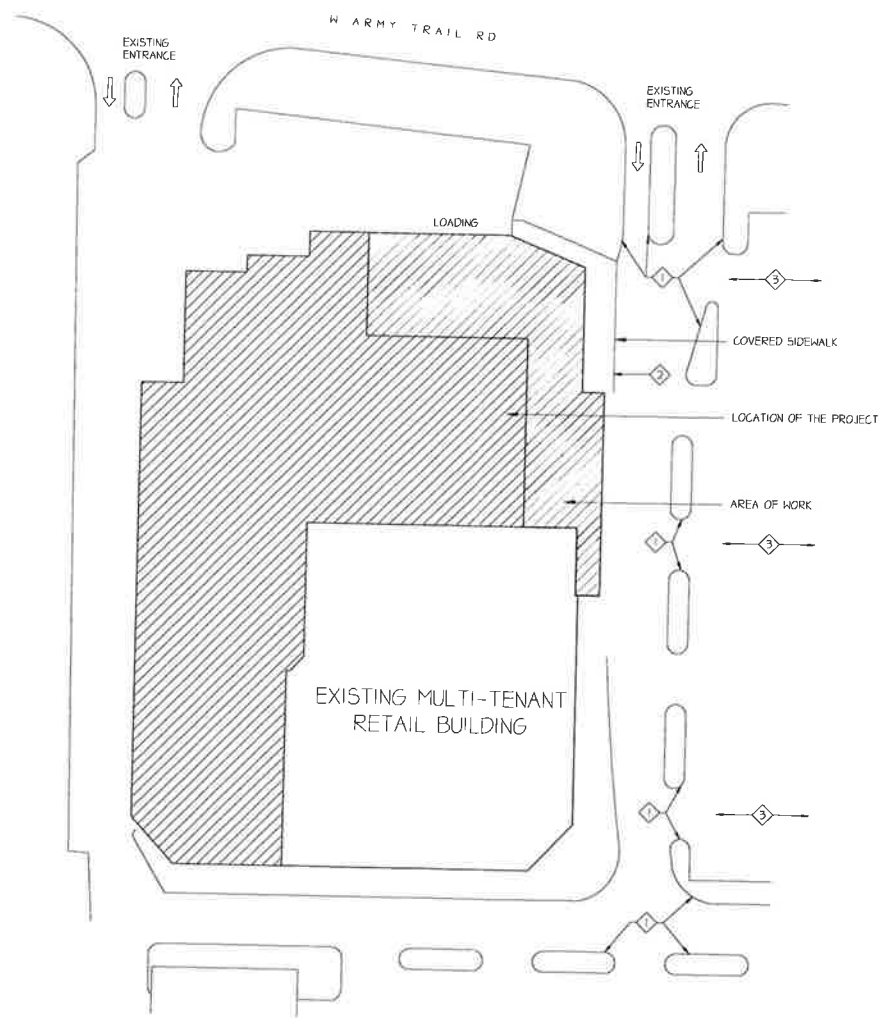 W ARMY TRAIL RD
EXISTING
ENTRANCE
EXISTING
ENTRANCE
LOADING
1
3
COVERED SIDEWALK
2
LOCATION OF THE PROJECT
AREA OF WORK
1
3
EXISTING MULTI-TENANT
RETAIL BUILDING
1
3
1